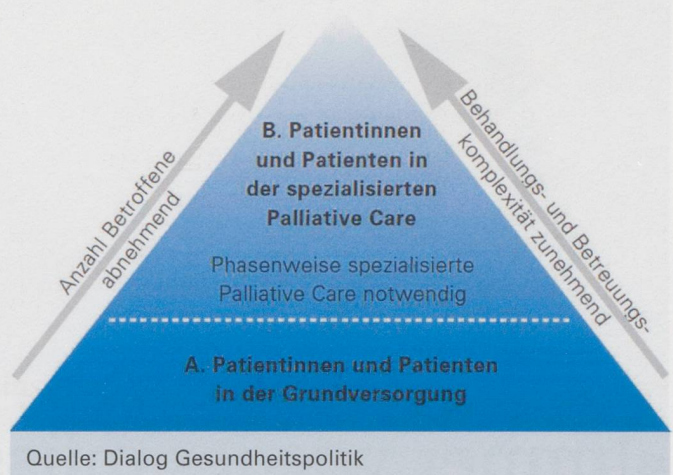 B. Patientinnen
und Patienten in
der spezialisierten
Palliative Care
Phasenweise spezialisierte
Palliative Care notwendig
A. Patientinnen und Patienten
in der Grundversorgung
Anzahl Betroffene
abnehmend
Behandlungs- und Betreuungs-
komplexität zunehmend
Quelle: Dialog Gesundheitspolitik